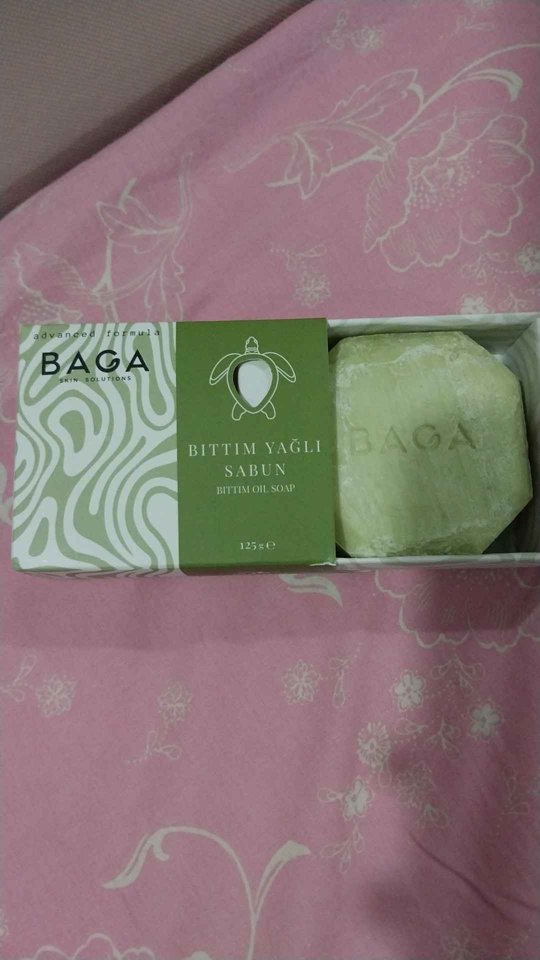 advanced formula
BAGA
SKIN SOLUTIONS
BITTIM YAĞLI
SABUN
BITTIM OIL SOAP
125g ℮
BAGA